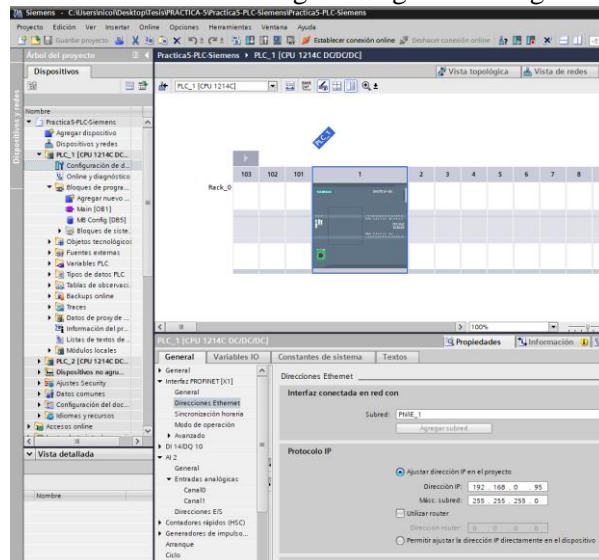 Siemens - C:\Users\nicol\Desktop\Tesis\PRACTICA 5\Practica5-PLC-Siemens\Practica5-PLC-Siemens
Proyecto Edición Ver Insertar Online Opciones Herramientas Ventana Ayuda
Guardar proyecto
Establecer conexión online
Deshacer conexión online
Árbol del proyecto
Practica5-PLC-Siemens PLC_1 [CPU 1214C DC/DC/DC]
Dispositivos
Vista topológica
Vista de redes
PLC_1 [CPU 1214C]
Dispositivos y redes
Nombre
Practica5-PLC-Siemens
Agregar dispositivo
Dispositivos y redes
PLC_1 [CPU 1214C DC...
Configuración de d...
Online y diagnóstico
Bloques de progra...
Agregar nuevo ...
Main [OB1]
MB Config [DB5]
Bloques de siste...
Objetos tecnológicos
Fuentes externas
Variables PLC
Tipos de datos PLC
Tablas de observaci...
Backups online
Traces
Datos de proxy de ...
Información del pr...
Listas de textos de ...
Módulos locales
PLC_2 [CPU 1214C DC...
Dispositivos no agru...
Ajustes Security
Datos comunes
Configuración del doc...
Idiomas y recursos
Accesos online
Vista detallada
Nombre
PLC_1
103 102 101 1 2 3 4 5 6 7 8
Rack_0
SIEMENS
100%
PLC_1 [CPU 1214C DC/DC/DC]
Propiedades
Información
General Variables IO Constantes de sistema Textos
General
Interfaz PROFINET [X1]
General
Direcciones Ethernet
Sincronización horaria
Modo de operación
Avanzado
DI 14/DQ 10
AI 2
General
Entradas analógicas
Canal0
Canal1
Direcciones E/S
Contadores rápidos (HSC)
Generadores de impulso...
Arranque
Ciclo
Direcciones Ethernet
Interfaz conectada en red con
Subred: PN/IE_1
Agregar subred
Protocolo IP
Ajustar dirección IP en el proyecto
Dirección IP: 192 . 168 . 0 . 95
Másc. subred: 255 . 255 . 255 . 0
Utilizar router
Dirección router: 0 . 0 . 0 . 0
Permitir ajustar la dirección IP directamente en el dispositivo